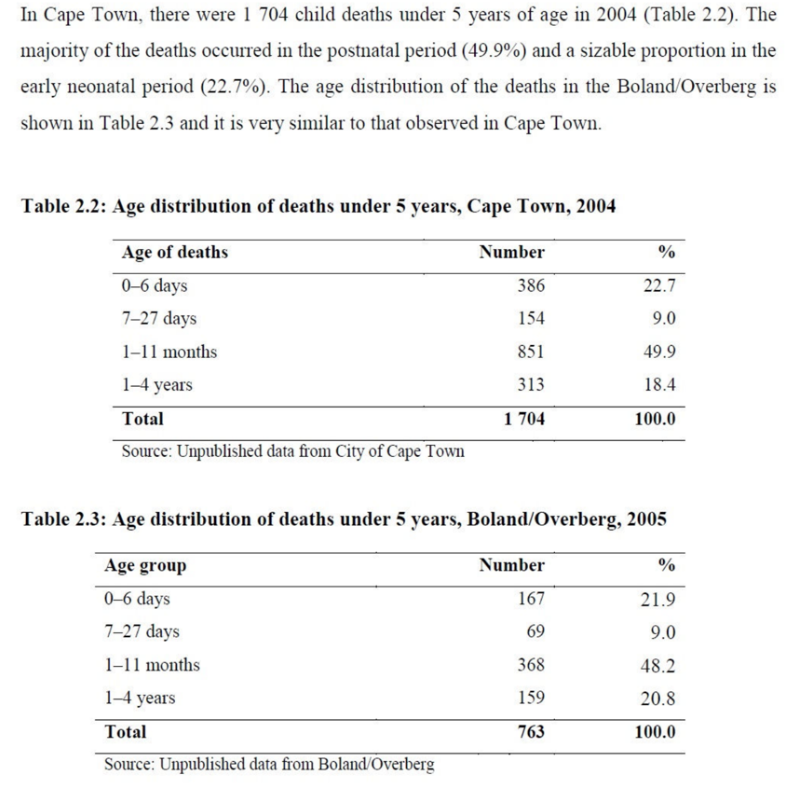 In Cape Town, there were 1 704 child deaths under 5 years of age in 2004 (Table 2.2). The
majority of the deaths occurred in the postnatal period (49.9%) and a sizable proportion in the
early neonatal period (22.7%). The age distribution of the deaths in the Boland/Overberg is
shown in Table 2.3 and it is very similar to that observed in Cape Town.
Table 2.2: Age distribution of deaths under 5 years, Cape Town, 2004
Age of deaths Number %
0–6 days 386 22.7
7–27 days 154 9.0
1–11 months 851 49.9
1–4 years 313 18.4
Total 1 704 100.0
Source: Unpublished data from City of Cape Town
Table 2.3: Age distribution of deaths under 5 years, Boland/Overberg, 2005
Age group Number %
0–6 days 167 21.9
7–27 days 69 9.0
1–11 months 368 48.2
1–4 years 159 20.8
Total 763 100.0
Source: Unpublished data from Boland/Overberg